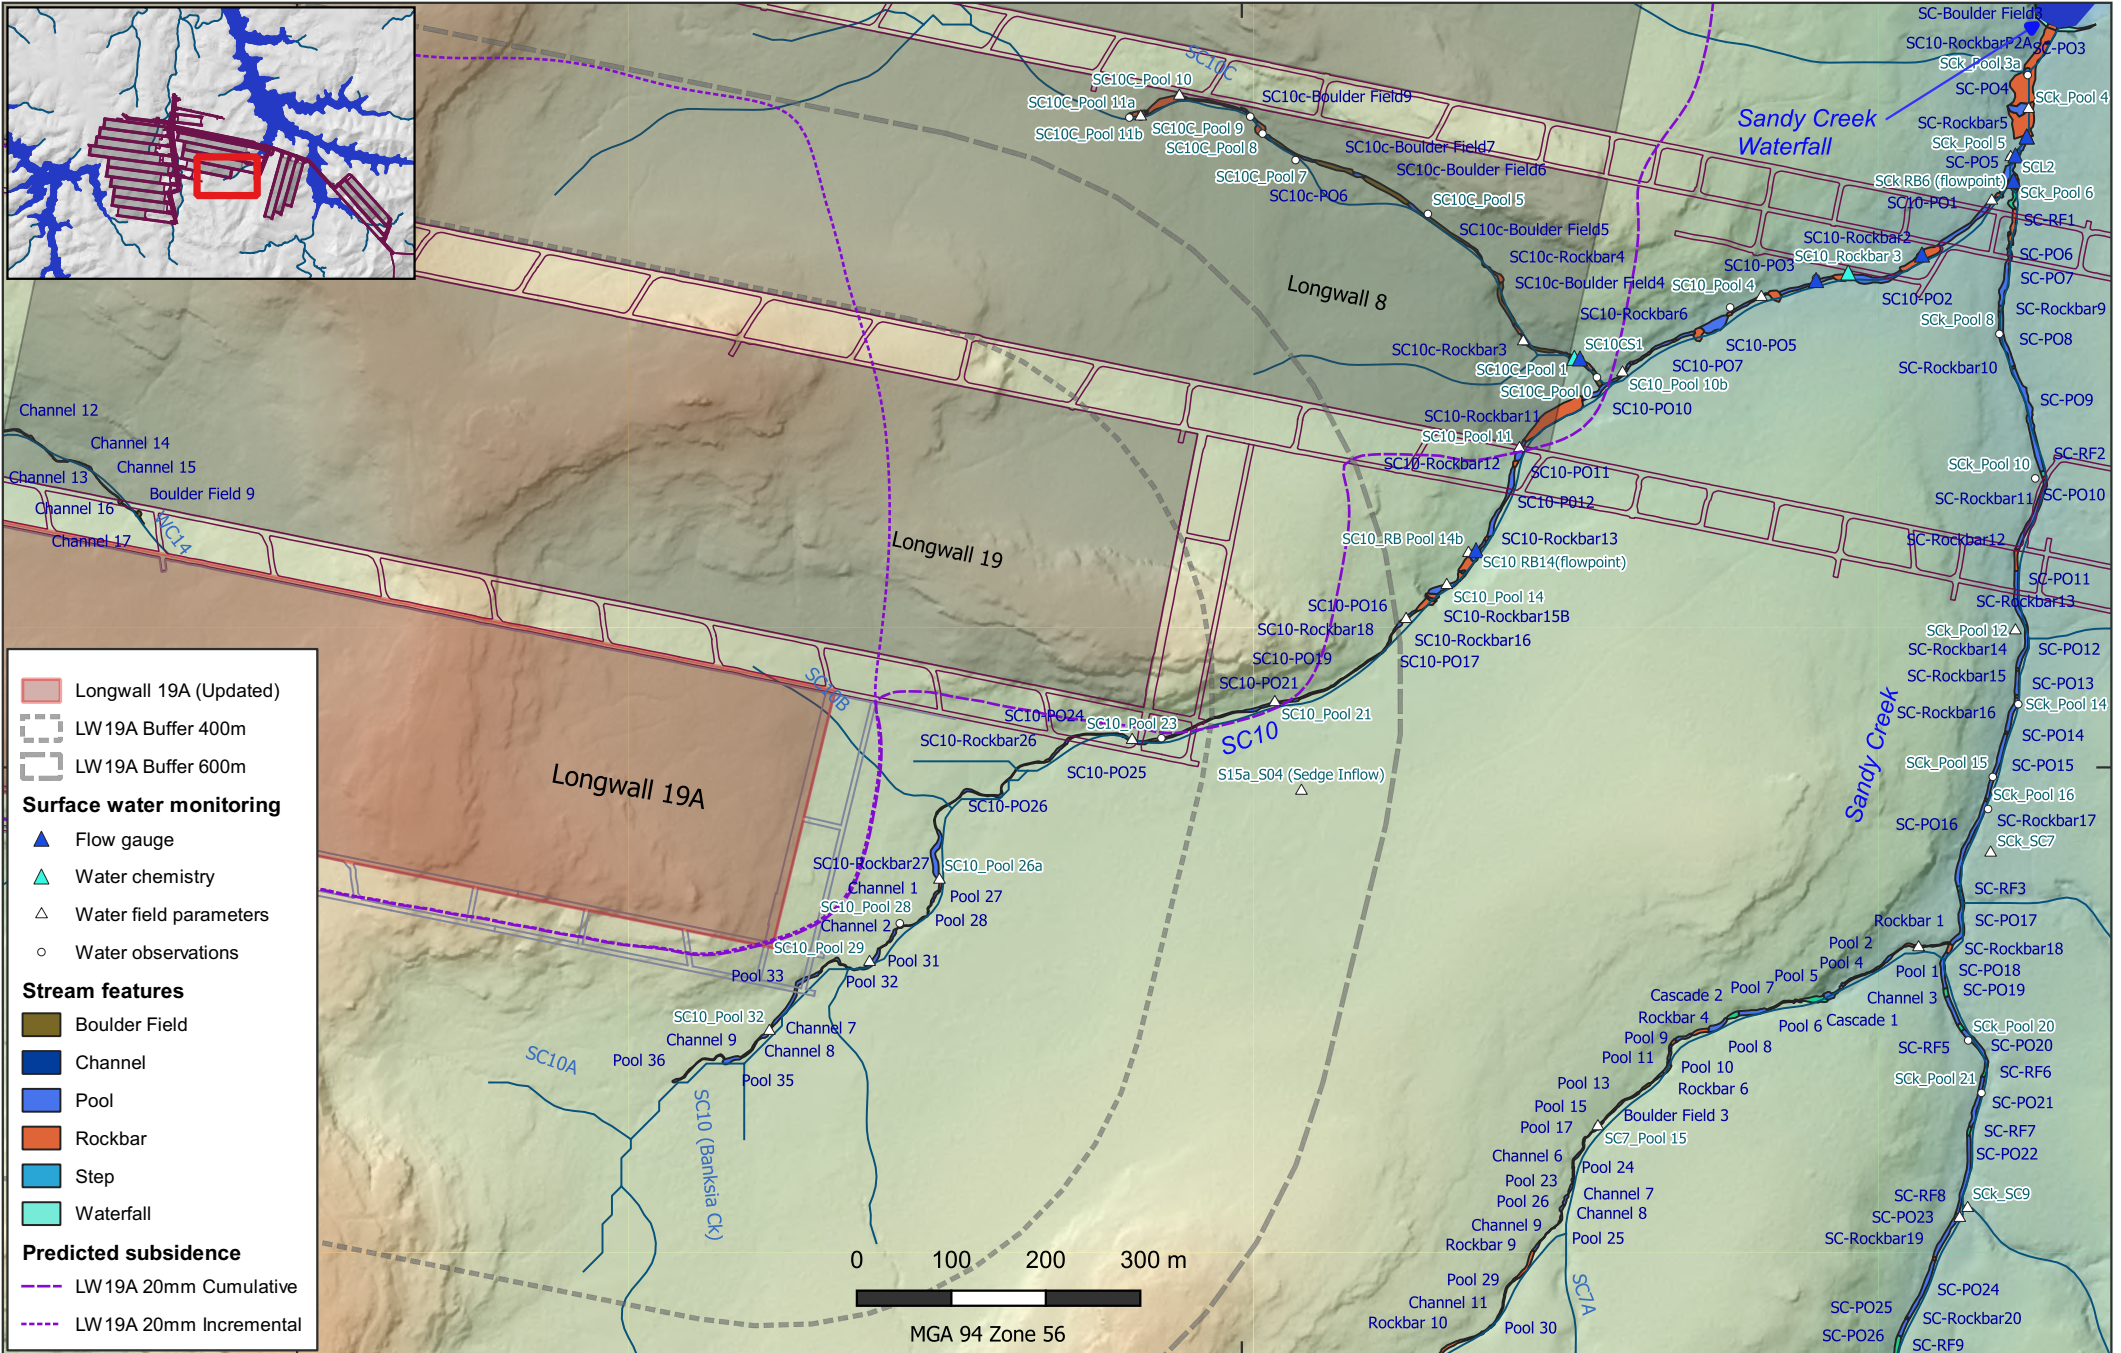 SC-Boulder Field3
SC10-RockbarP2A
SC-PO3
SCk_Pool 3a
SC-PO4
SCk_Pool 4
SC-Rockbar5
SCk_Pool 5
SC-PO5
SCL2
SCk RB6 (flowpoint)
SCk_Pool 6
SC10-PO1
SC-RF1
Sandy Creek
Waterfall
SC10C
SC10C_Pool 10
SC10C_Pool 11a
SC10C_Pool 11b
SC10C_Pool 9
SC10C_Pool 8
SC10c-Boulder Field9
SC10c-Boulder Field7
SC10c-Boulder Field6
SC10C_Pool 7
SC10c-PO6
SC10C_Pool 5
SC10c-Boulder Field5
SC10c-Rockbar4
SC10c-Boulder Field4
SC10-Rockbar2
SC10_Rockbar 3
SC10-PO3
SC10_Pool 4
SC10-PO2
SC-PO6
SC-PO7
SC-Rockbar9
SCk_Pool 8
SC-PO8
SC-Rockbar10
Longwall 8
SC10-Rockbar6
SC10CS1
SC10c-Rockbar3
SC10C_Pool 1
SC10C_Pool 0
SC10-PO5
SC10-PO7
SC10_Pool 10b
SC10-PO10
SC10-Rockbar11
SC10_Pool 11
SC10-Rockbar12
SC10-PO11
SC10-PO12
SC-PO9
SC-RF2
SCk_Pool 10
SC-Rockbar11
SC-PO10
SC-Rockbar12
SC-PO11
SC-Rockbar13
Channel 12
Channel 14
Channel 15
Channel 13
Boulder Field 9
Channel 16
Channel 17
WC14
Longwall 19
SC10_RB Pool 14b
SC10-Rockbar13
SC10 RB14(flowpoint)
SC10_Pool 14
SC10-PO16
SC10-Rockbar15B
SC10-Rockbar18
SC10-Rockbar16
SC10-PO19
SC10-PO17
SC10-PO21
SC10_Pool 21
SC10
SCk_Pool 12
SC-Rockbar14
SC-PO12
SC-Rockbar15
SC-PO13
SCk_Pool 14
SC-Rockbar16
SC-PO14
Sandy Creek
SCk_Pool 15
SC-PO15
SCk_Pool 16
SC-Rockbar17
SC-PO16
SCk_SC7
SC10B
SC10-PO24
SC10_Pool 23
SC10-Rockbar26
SC10-PO25
S15a_S04 (Sedge Inflow)
SC10-PO26
Longwall 19A
SC10-Rockbar27
SC10_Pool 26a
Channel 1
Pool 27
SC10_Pool 28
Channel 2
Pool 28
SC10_Pool 29
Pool 31
Pool 33
Pool 32
SC10_Pool 32
Channel 7
Channel 9
Channel 8
Pool 36
Pool 35
SC10A
SC10 (Banksia Ck)
SC-RF3
Rockbar 1
SC-PO17
Pool 2
SC-Rockbar18
Pool 4
Pool 1
SC-PO18
Pool 5
Pool 7
Cascade 2
Channel 3
SC-PO19
Rockbar 4
Pool 6
Cascade 1
SCk_Pool 20
Pool 9
Pool 8
SC-RF5
SC-PO20
Pool 11
Pool 10
SC-RF6
Pool 13
Rockbar 6
SCk_Pool 21
SC-PO21
Pool 15
Boulder Field 3
Pool 17
SC7_Pool 15
SC-RF7
SC-PO22
Channel 6
Pool 24
Pool 23
Channel 7
Pool 26
Channel 8
SC-RF8
SCk_SC9
SC-PO23
Channel 9
Pool 25
Rockbar 9
SC-Rockbar19
Pool 29
SC7A
SC-PO24
Channel 11
SC-PO25
SC-Rockbar20
Rockbar 10
Pool 30
SC-PO26
SC-RF9
Longwall 19A (Updated)
LW19A Buffer 400m
LW19A Buffer 600m
Surface water monitoring
Flow gauge
Water chemistry
Water field parameters
Water observations
Stream features
Boulder Field
Channel
Pool
Rockbar
Step
Waterfall
Predicted subsidence
LW19A 20mm Cumulative
LW19A 20mm Incremental
0 100 200 300 m
MGA 94 Zone 56